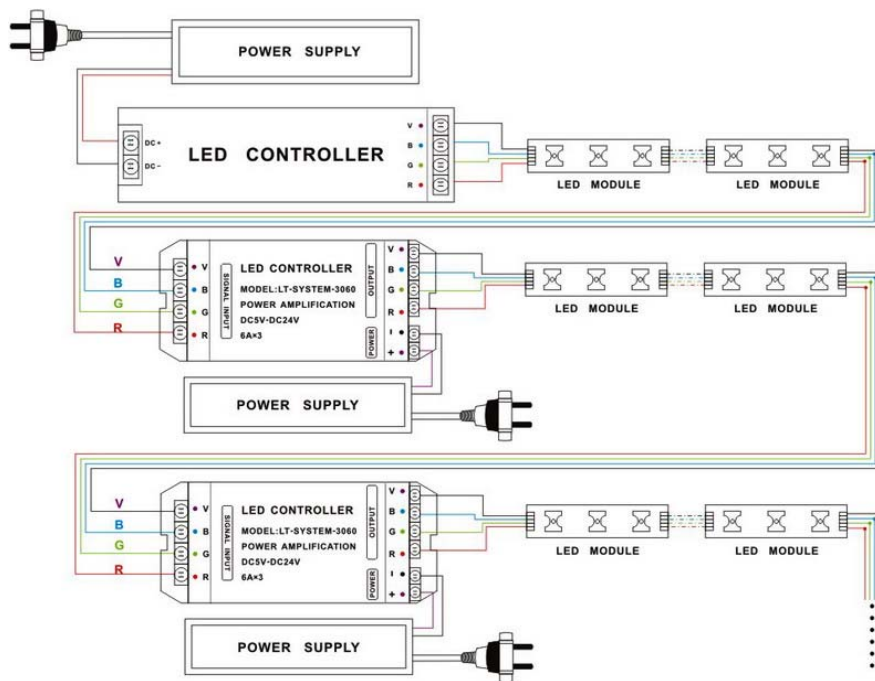 POWER SUPPLY
DC +
DC -
LED CONTROLLER
V
B
G
R
LED MODULE
LED MODULE
V
B
G
R
V
B
G
R
SIGNAL INPUT
LED CONTROLLER
MODEL:LT-SYSTEM-3060
POWER AMPLIFICATION
DC5V-DC24V
6A×3
OUTPUT
POWER
V
B
G
R
-
+
LED MODULE
LED MODULE
POWER SUPPLY
V
B
G
R
V
B
G
R
SIGNAL INPUT
LED CONTROLLER
MODEL:LT-SYSTEM-3060
POWER AMPLIFICATION
DC5V-DC24V
6A×3
OUTPUT
POWER
V
B
G
R
-
+
LED MODULE
LED MODULE
POWER SUPPLY